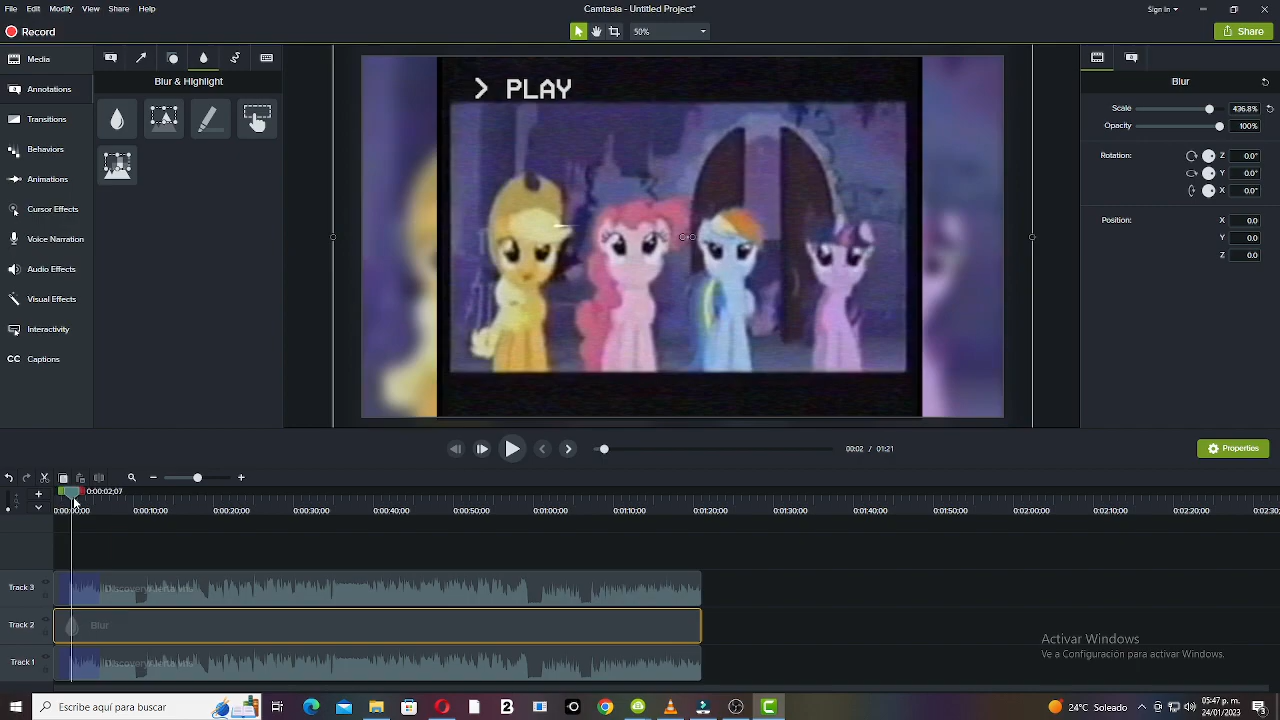 File Edit Modify View Share Help
Camtasia - Untitled Project*
Sign in
Record
50%
Share
Media
Annotations
Transitions
Behaviors
Animations
Cursor Effects
Voice Narration
Audio Effects
Visual Effects
Interactivity
CC Captions
Blur & Highlight
> PLAY
Blur
Scale 436.8%
Opacity 100%
Rotation: Z 0.0°
Y 0.0°
X 0.0°
Position: X 0.0
Y 0.0
Z 0.0
00:02 / 01:21
Properties
0:00:02;07
0:00:10;00 0:00:20;00 0:00:30;00 0:00:40;00 0:00:50;00 0:01:00;00 0:01:10;00 0:01:20;00 0:01:30;00 0:01:40;00 0:01:50;00 0:02:00;00 0:02:10;00 0:02:20;00
Track 3
Track 2 Blur
Track 1
Activar Windows
Ve a Configuración para activar Windows.
Escribe aquí para buscar
24°C Soleado
05:47 p. m.
24/01/2023